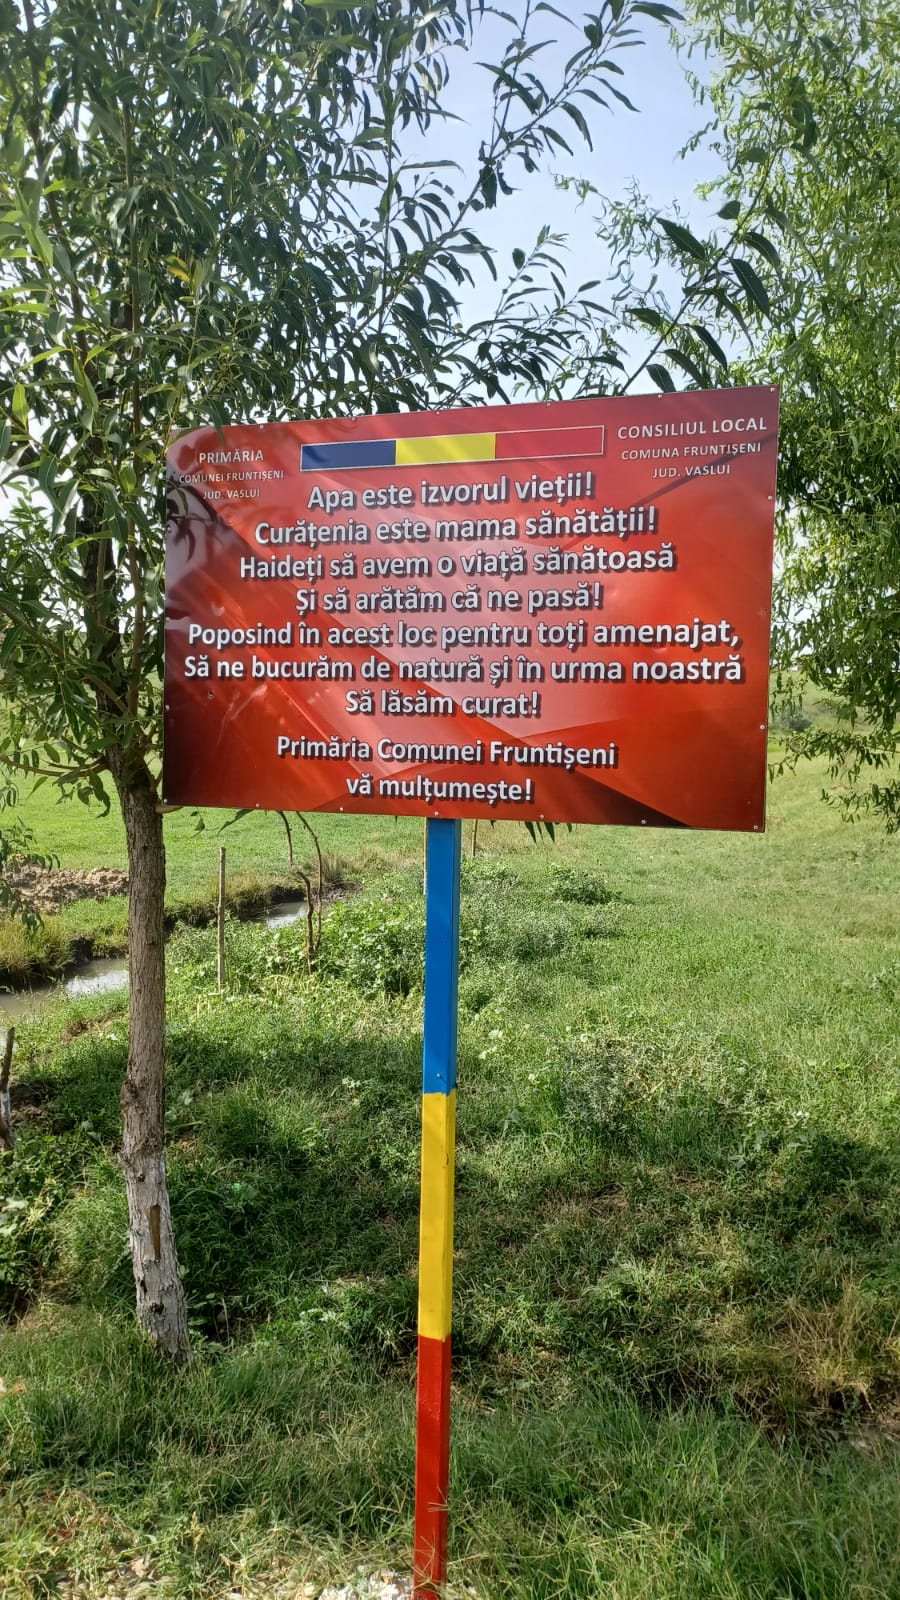 PRIMĂRIA
COMUNEI FRUNTIȘENI
JUD. VASLUI
CONSILIUL LOCAL
COMUNA FRUNTIȘENI
JUD. VASLUI
Apa este izvorul vieții!
Curățenia este mama sănătății!
Haideți să avem o viață sănătoasă
Și să arătăm că ne pasă!
Poposind în acest loc pentru toți amenajat,
Să ne bucurăm de natură și în urma noastră
Să lăsăm curat!
Primăria Comunei Fruntișeni
vă mulțumește!